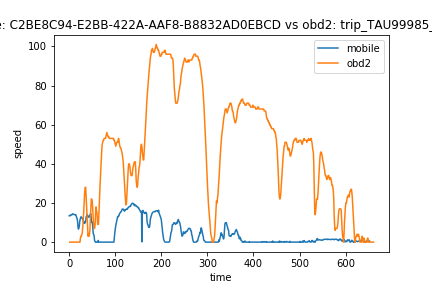 e: C2BE8C94-E2BB-422A-AAF8-B8832AD0EBCD vs obd2: trip_TAU99985_
mobile
obd2
speed
100
80
60
40
20
0
0 100 200 300 400 500 600
time